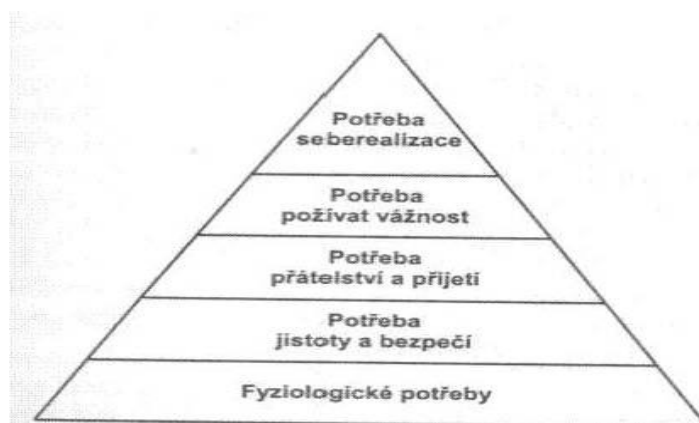 Potřeba
seberealizace
Potřeba
požívat vážnost
Potřeba
přátelství a přijetí
Potřeba
jistoty a bezpečí
Fyziologické potřeby